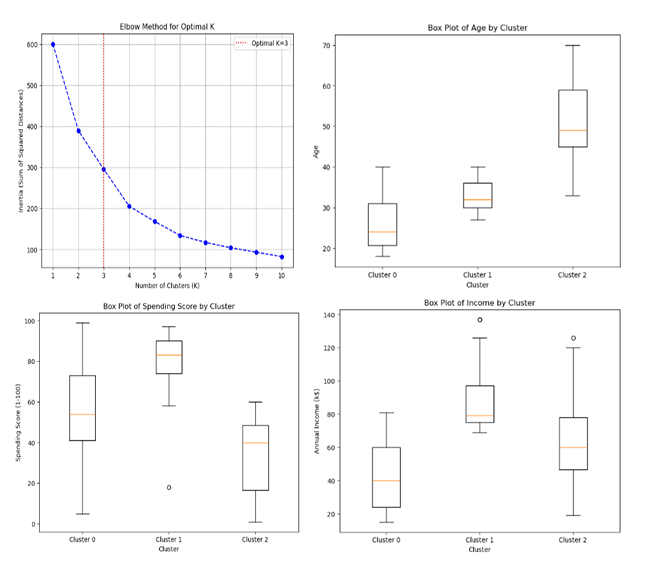 Elbow Method for Optimal K
Optimal K=3
Inertia (Sum of Squared Distances)
600
500
400
300
200
100
1 2 3 4 5 6 7 8 9 10
Number of Clusters (K)
Box Plot of Age by Cluster
Age
70
60
50
40
30
20
Cluster 0 Cluster 1 Cluster 2
Cluster
Box Plot of Spending Score by Cluster
Spending Score (1-100)
100
80
60
40
20
0
Cluster 0 Cluster 1 Cluster 2
Cluster
Box Plot of Income by Cluster
Annual Income (k$)
140
120
100
80
60
40
20
Cluster 0 Cluster 1 Cluster 2
Cluster